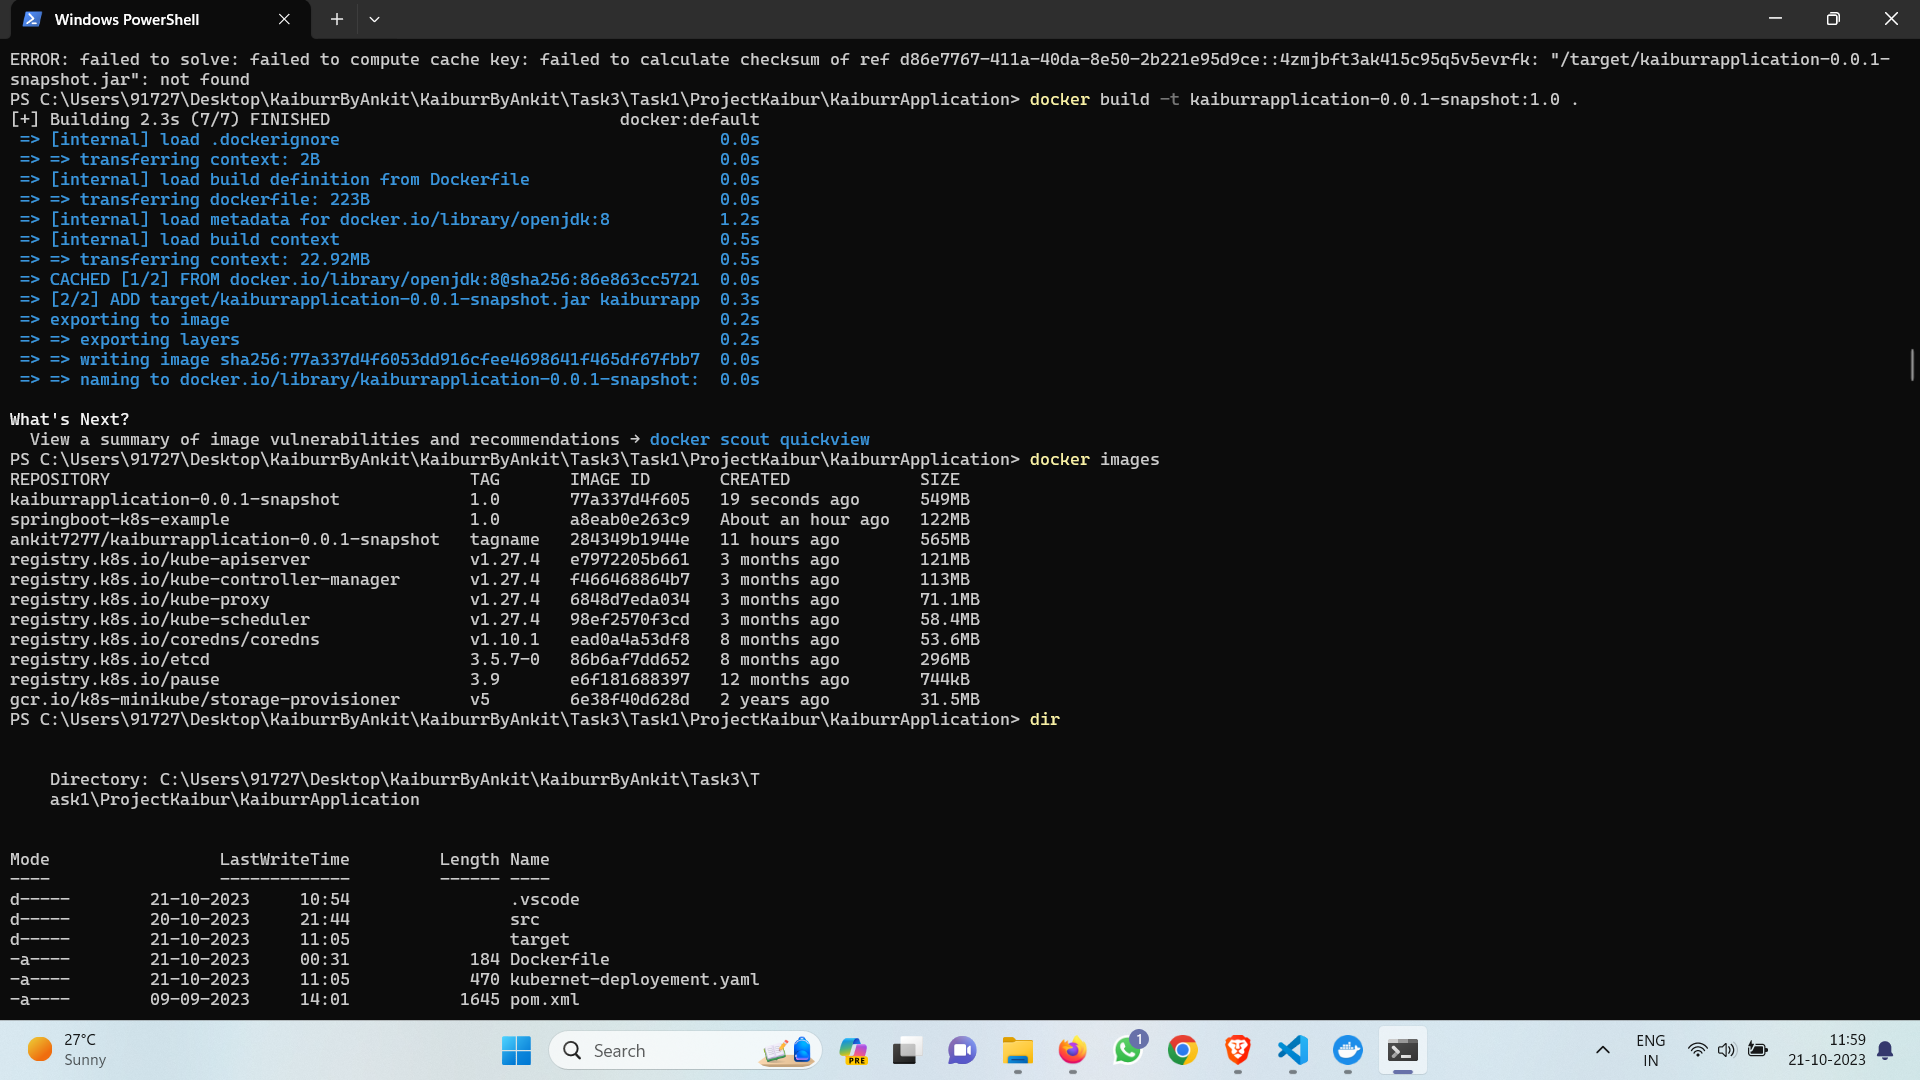 Windows PowerShell
ERROR: failed to solve: failed to compute cache key: failed to calculate checksum of ref d86e7767-411a-40da-8e50-2b221e95d9ce::4zmjbft3ak415c95q5v5evrfk: "/target/kaiburrapplication-0.0.1-
snapshot.jar": not found
PS C:\Users\91727\Desktop\KaiburrByAnkit\KaiburrByAnkit\Task3\Task1\ProjectKaibur\KaiburrApplication> docker build -t kaiburrapplication-0.0.1-snapshot:1.0 .
[+] Building 2.3s (7/7) FINISHED docker:default
=> [internal] load .dockerignore 0.0s
=> => transferring context: 2B 0.0s
=> [internal] load build definition from Dockerfile 0.0s
=> => transferring dockerfile: 223B 0.0s
=> [internal] load metadata for docker.io/library/openjdk:8 1.2s
=> [internal] load build context 0.5s
=> => transferring context: 22.92MB 0.5s
=> CACHED [1/2] FROM docker.io/library/openjdk:8@sha256:86e863cc5721 0.0s
=> [2/2] ADD target/kaiburrapplication-0.0.1-snapshot.jar kaiburrapp 0.3s
=> exporting to image 0.2s
=> => exporting layers 0.2s
=> => writing image sha256:77a337d4f6053dd916cfee4698641f465df67fbb7 0.0s
=> => naming to docker.io/library/kaiburrapplication-0.0.1-snapshot: 0.0s
What's Next?
View a summary of image vulnerabilities and recommendations → docker scout quickview
PS C:\Users\91727\Desktop\KaiburrByAnkit\KaiburrByAnkit\Task3\Task1\ProjectKaibur\KaiburrApplication> docker images
REPOSITORY TAG IMAGE ID CREATED SIZE
kaiburrapplication-0.0.1-snapshot 1.0 77a337d4f605 19 seconds ago 549MB
springboot-k8s-example 1.0 a8eab0e263c9 About an hour ago 122MB
ankit7277/kaiburrapplication-0.0.1-snapshot tagname 284349b1944e 11 hours ago 565MB
registry.k8s.io/kube-apiserver v1.27.4 e7972205b661 3 months ago 121MB
registry.k8s.io/kube-controller-manager v1.27.4 f466468864b7 3 months ago 113MB
registry.k8s.io/kube-proxy v1.27.4 6848d7eda034 3 months ago 71.1MB
registry.k8s.io/kube-scheduler v1.27.4 98ef2570f3cd 3 months ago 58.4MB
registry.k8s.io/coredns/coredns v1.10.1 ead0a4a53df8 8 months ago 53.6MB
registry.k8s.io/etcd 3.5.7-0 86b6af7dd652 8 months ago 296MB
registry.k8s.io/pause 3.9 e6f181688397 12 months ago 744kB
gcr.io/k8s-minikube/storage-provisioner v5 6e38f40d628d 2 years ago 31.5MB
PS C:\Users\91727\Desktop\KaiburrByAnkit\KaiburrByAnkit\Task3\Task1\ProjectKaibur\KaiburrApplication> dir
Directory: C:\Users\91727\Desktop\KaiburrByAnkit\KaiburrByAnkit\Task3\T
ask1\ProjectKaibur\KaiburrApplication
Mode LastWriteTime Length Name
---- ------------- ------ ----
d----- 21-10-2023 10:54 .vscode
d----- 20-10-2023 21:44 src
d----- 21-10-2023 11:05 target
-a---- 21-10-2023 00:31 184 Dockerfile
-a---- 21-10-2023 11:05 470 kubernet-deployement.yaml
-a---- 09-09-2023 14:01 1645 pom.xml
27°C
Sunny
Search
PRE
1
ENG
IN
11:59
21-10-2023